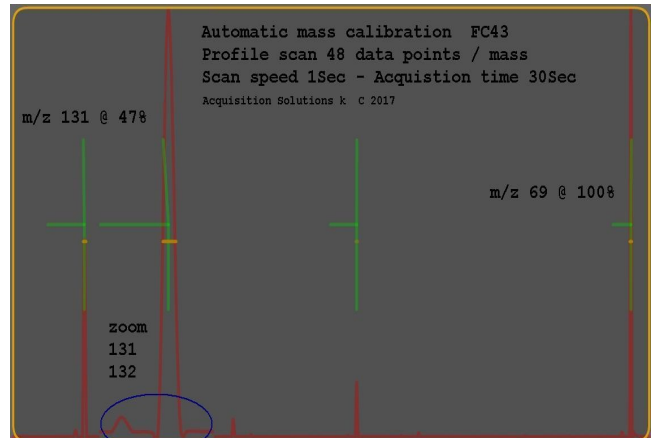 Automatic mass calibration FC43
Profile scan 48 data points / mass
Scan speed 1Sec - Acquistion time 30Sec
Acquisition Solutions k C 2017
m/z 131 @ 47%
m/z 69 @ 100%
zoom
131
132